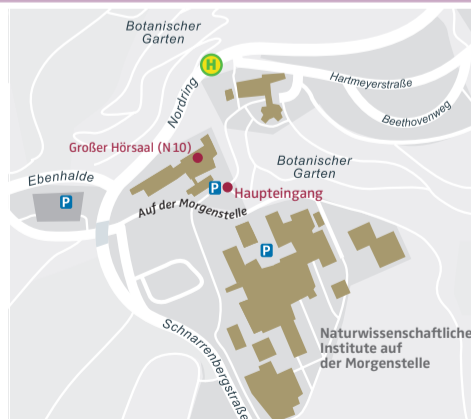 Botanischer
Garten
H
Nordring
Hartmeyerstraße
Beethovenweg
Großer Hörsaal (N10)
Botanischer
Garten
Ebenhalde
P
P
Haupteingang
Auf der Morgenstelle
P
Schnarrenbergstraße
Naturwissenschaftliche
Institute auf
der Morgenstelle